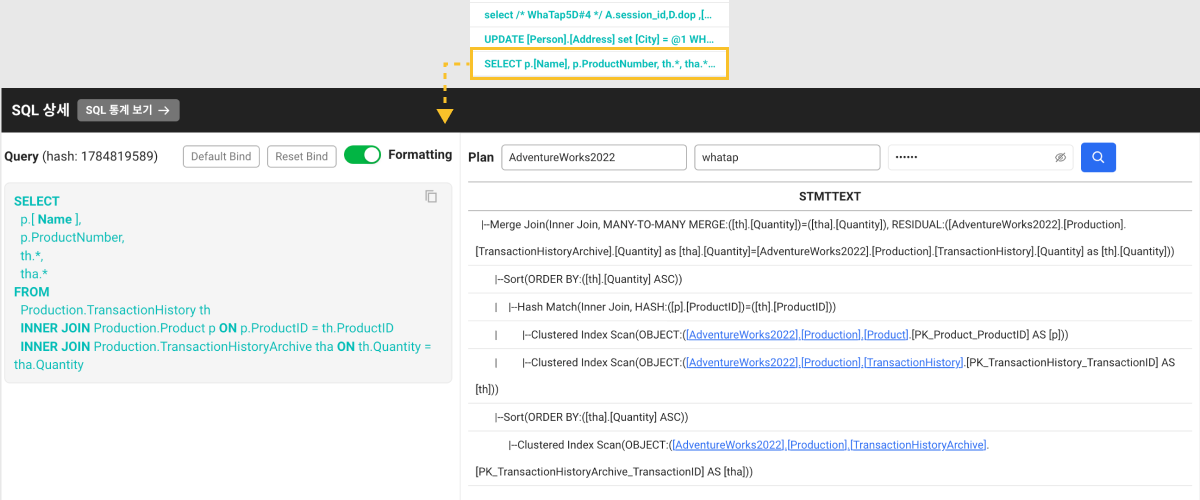 select /* WhaTap5D#4 */ A.session_id,D.dop ,[...
UPDATE [Person].[Address] set [City] = @1 WH...
SELECT p.[Name], p.ProductNumber, th.*, tha.*...
SQL 상세 SQL 통계 보기 →
Query (hash: 1784819589) Default Bind Reset Bind Formatting
SELECT
p.[ Name ],
p.ProductNumber,
th.*,
tha.*
FROM
Production.TransactionHistory th
INNER JOIN Production.Product p ON p.ProductID = th.ProductID
INNER JOIN Production.TransactionHistoryArchive tha ON th.Quantity =
tha.Quantity
Plan AdventureWorks2022 whatap ••••••
STMTTEXT
|--Merge Join(Inner Join, MANY-TO-MANY MERGE:([th].[Quantity])=([tha].[Quantity]), RESIDUAL:([AdventureWorks2022].[Production].
[TransactionHistoryArchive].[Quantity] as [tha].[Quantity]=[AdventureWorks2022].[Production].[TransactionHistory].[Quantity] as [th].[Quantity]))
|--Sort(ORDER BY:([th].[Quantity] ASC))
| |--Hash Match(Inner Join, HASH:([p].[ProductID])=([th].[ProductID]))
| |--Clustered Index Scan(OBJECT:([AdventureWorks2022].[Production].[Product].[PK_Product_ProductID] AS [p]))
| |--Clustered Index Scan(OBJECT:([AdventureWorks2022].[Production].[TransactionHistory].[PK_TransactionHistory_TransactionID] AS
[th]))
|--Sort(ORDER BY:([tha].[Quantity] ASC))
|--Clustered Index Scan(OBJECT:([AdventureWorks2022].[Production].[TransactionHistoryArchive].
[PK_TransactionHistoryArchive_TransactionID] AS [tha]))